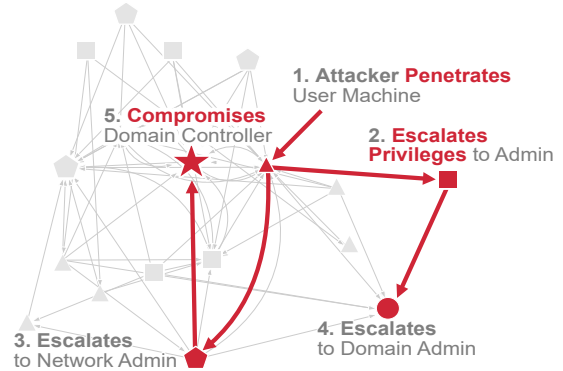 1. Attacker Penetrates
User Machine
2. Escalates
Privileges to Admin
3. Escalates
to Network Admin
4. Escalates
to Domain Admin
5. Compromises
Domain Controller